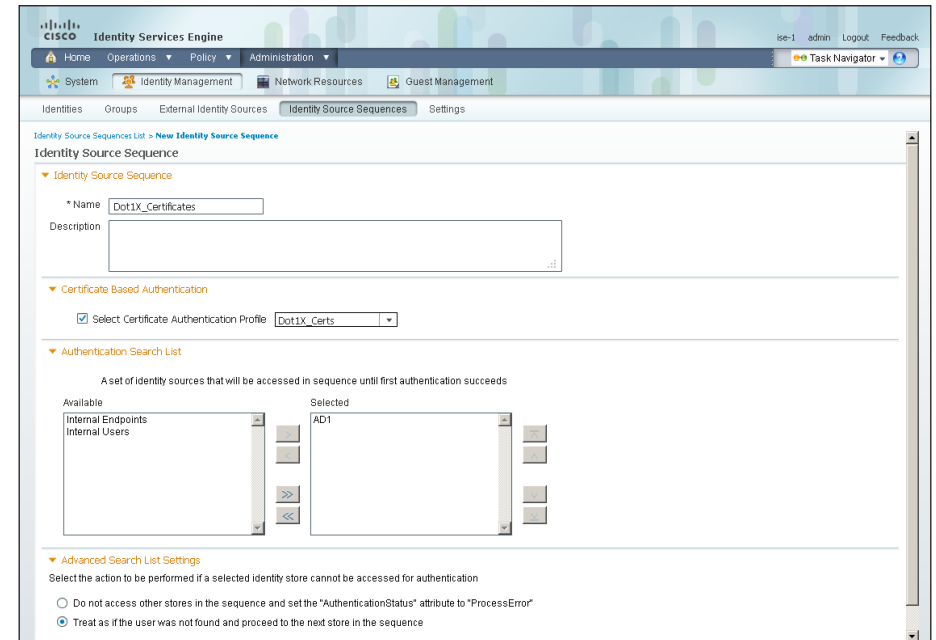 CISCO Identity Services Engine
ise-1 admin Logout Feedback
Home Operations Policy Administration
Task Navigator
System Identity Management Network Resources Guest Management
Identities Groups External Identity Sources Identity Source Sequences Settings
Identity Source Sequences List > New Identity Source Sequence
Identity Source Sequence
Identity Source Sequence
* Name Dot1X_Certificates
Description
Certificate Based Authentication
Select Certificate Authentication Profile Dot1X_Certs
Authentication Search List
A set of identity sources that will be accessed in sequence until first authentication succeeds
Available Selected
Internal Endpoints AD1
Internal Users
Advanced Search List Settings
Select the action to be performed if a selected identity store cannot be accessed for authentication
Do not access other stores in the sequence and set the "AuthenticationStatus" attribute to "ProcessError"
Treat as if the user was not found and proceed to the next store in the sequence